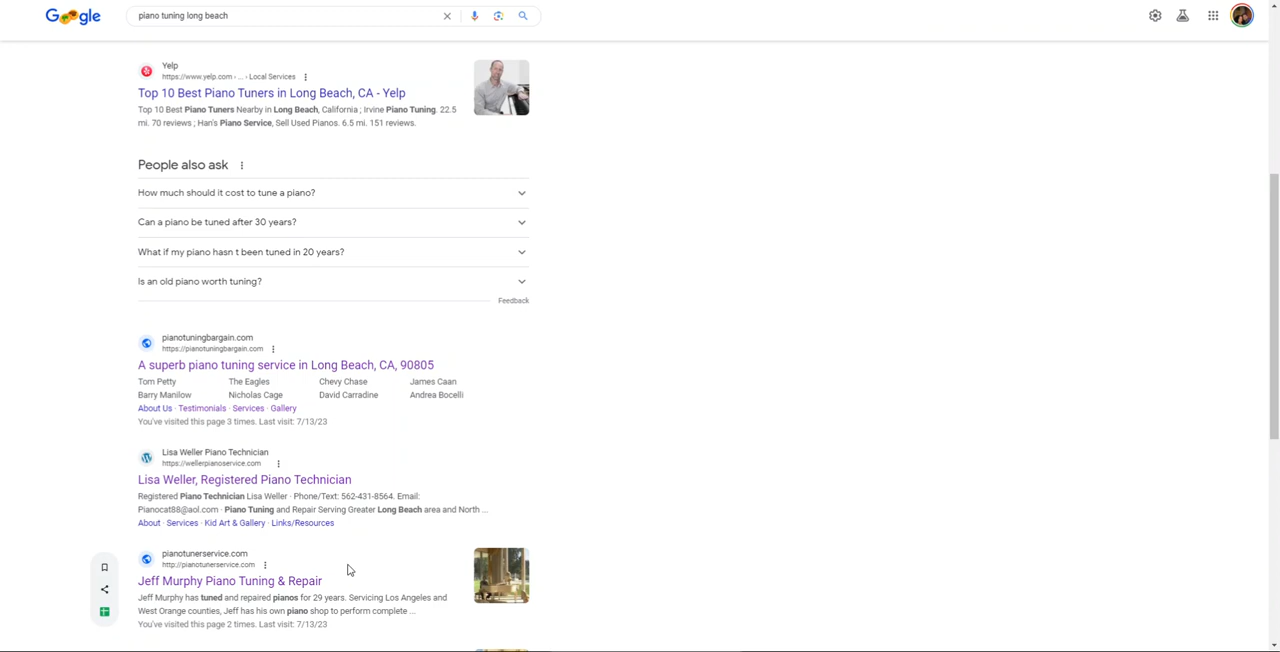 Google
piano tuning long beach
Yelp
https://www.yelp.com › ... › Local Services
Top 10 Best Piano Tuners in Long Beach, CA - Yelp
Top 10 Best Piano Tuners Nearby in Long Beach, California ; Irvine Piano Tuning. 22.5
mi. 70 reviews ; Han's Piano Service, Sell Used Pianos. 6.5 mi. 151 reviews.
People also ask
How much should it cost to tune a piano?
Can a piano be tuned after 30 years?
What if my piano hasn t been tuned in 20 years?
Is an old piano worth tuning?
Feedback
pianotuningbargain.com
https://pianotuningbargain.com
A superb piano tuning service in Long Beach, CA, 90805
Tom Petty The Eagles Chevy Chase James Caan
Barry Manilow Nicholas Cage David Carradine Andrea Bocelli
About Us · Testimonials · Services · Gallery
You've visited this page 3 times. Last visit: 7/13/23
Lisa Weller Piano Technician
https://wellerpianoservice.com
Lisa Weller, Registered Piano Technician
Registered Piano Technician Lisa Weller · Phone/Text: 562-431-8564. Email:
Pianocat88@aol.com · Piano Tuning and Repair Serving Greater Long Beach area and North ...
About · Services · Kid Art & Gallery · Links/Resources
pianotunerservice.com
http://pianotunerservice.com
Jeff Murphy Piano Tuning & Repair
Jeff Murphy has tuned and repaired pianos for 29 years. Servicing Los Angeles and
West Orange counties, Jeff has his own piano shop to perform complete ...
You've visited this page 2 times. Last visit: 7/13/23